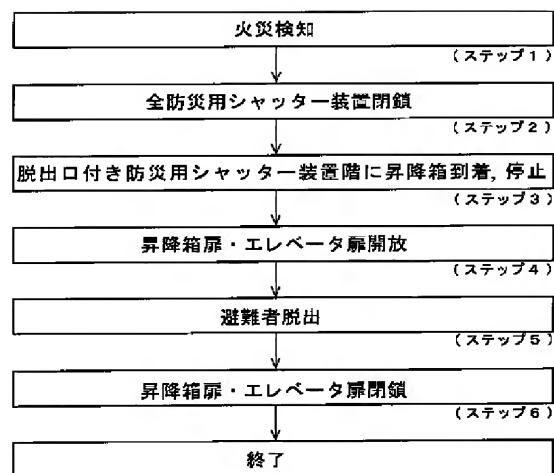 火災検知
(ステップ1)
全防災用シャッター装置閉鎖
(ステップ2)
脱出口付き防災用シャッター装置階に昇降箱到着, 停止
(ステップ3)
昇降箱扉・エレベータ扉開放
(ステップ4)
避難者脱出
(ステップ5)
昇降箱扉・エレベータ扉閉鎖
(ステップ6)
終了